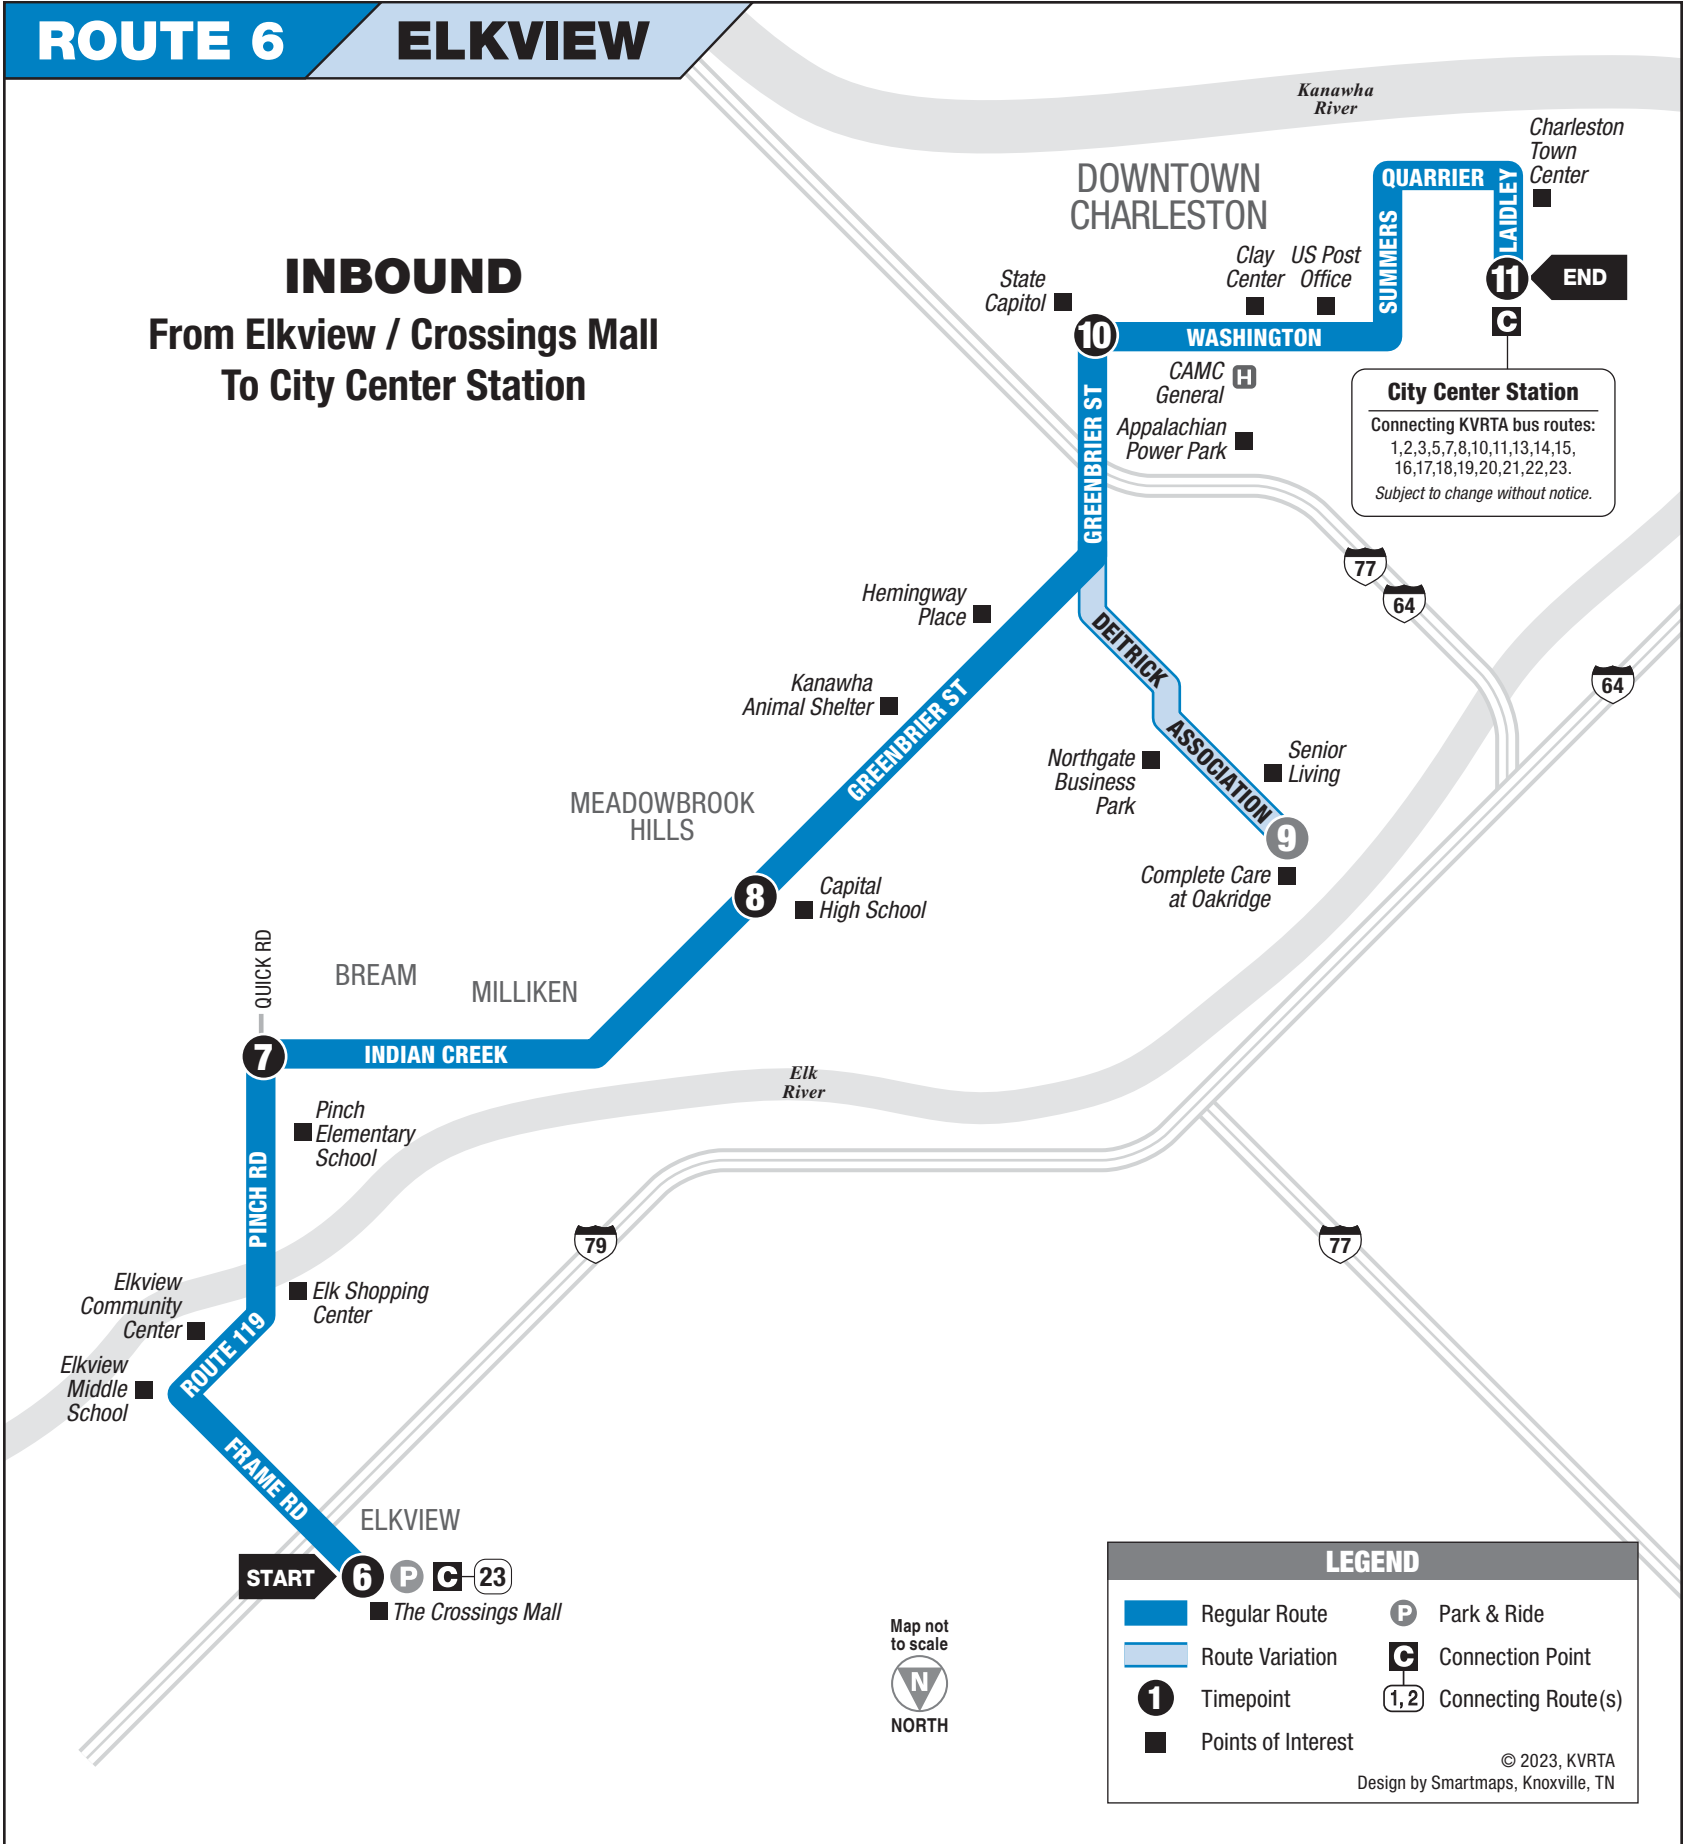 ROUTE 6
ELKVIEW
INBOUND
From Elkview / Crossings Mall
To City Center Station
Kanawha
River
Charleston
Town
Center
DOWNTOWN
CHARLESTON
QUARRIER
LAIDLEY
SUMMERS
11
END
C
Clay
Center
US Post
Office
State
Capitol
10
WASHINGTON
CAMC
General
H
Appalachian
Power Park
City Center Station
Connecting KVRTA bus routes:
1,2,3,5,7,8,10,11,13,14,15,
16,17,18,19,20,21,22,23.
Subject to change without notice.
GREENBRIER ST
77
64
64
Hemingway
Place
DEITRICK
Kanawha
Animal Shelter
GREENBRIER ST
ASSOCIATION
Northgate
Business
Park
Senior
Living
9
Complete Care
at Oakridge
MEADOWBROOK
HILLS
8
Capital
High School
QUICK RD
BREAM
MILLIKEN
7
INDIAN CREEK
Elk
River
Pinch
Elementary
School
PINCH RD
79
77
Elkview
Community
Center
Elk Shopping
Center
ROUTE 119
Elkview
Middle
School
FRAME RD
ELKVIEW
START
6
P
C
23
The Crossings Mall
Map not
to scale
N
NORTH
LEGEND
Regular Route
P
Park & Ride
Route Variation
C
Connection Point
1
Timepoint
1, 2
Connecting Route(s)
Points of Interest
© 2023, KVRTA
Design by Smartmaps, Knoxville, TN